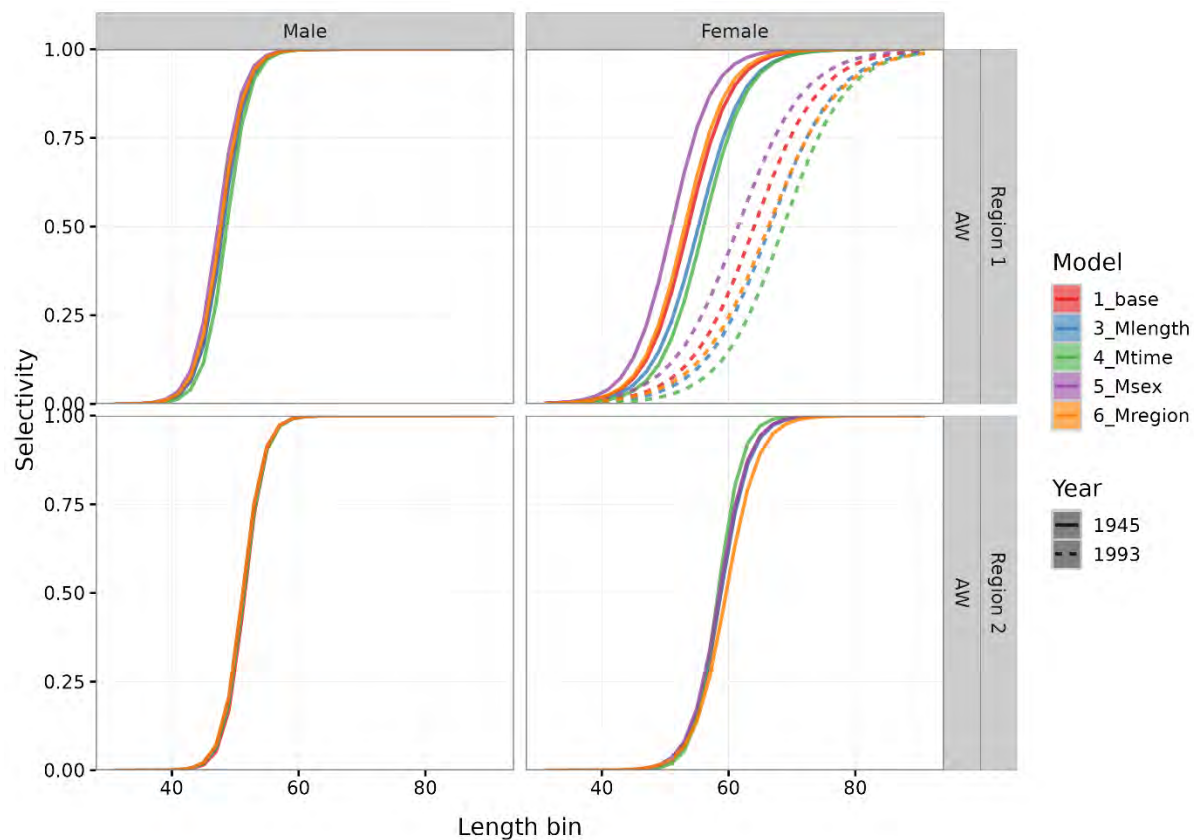 Male
Female
1.00
0.75
0.50
0.25
0.00
AW
Region 1
1.00
0.75
0.50
0.25
0.00
AW
Region 2
Selectivity
40
60
80
40
60
80
Length bin
Model
1_base
3_Mlength
4_Mtime
5_Msex
6_Mregion
Year
1945
1993